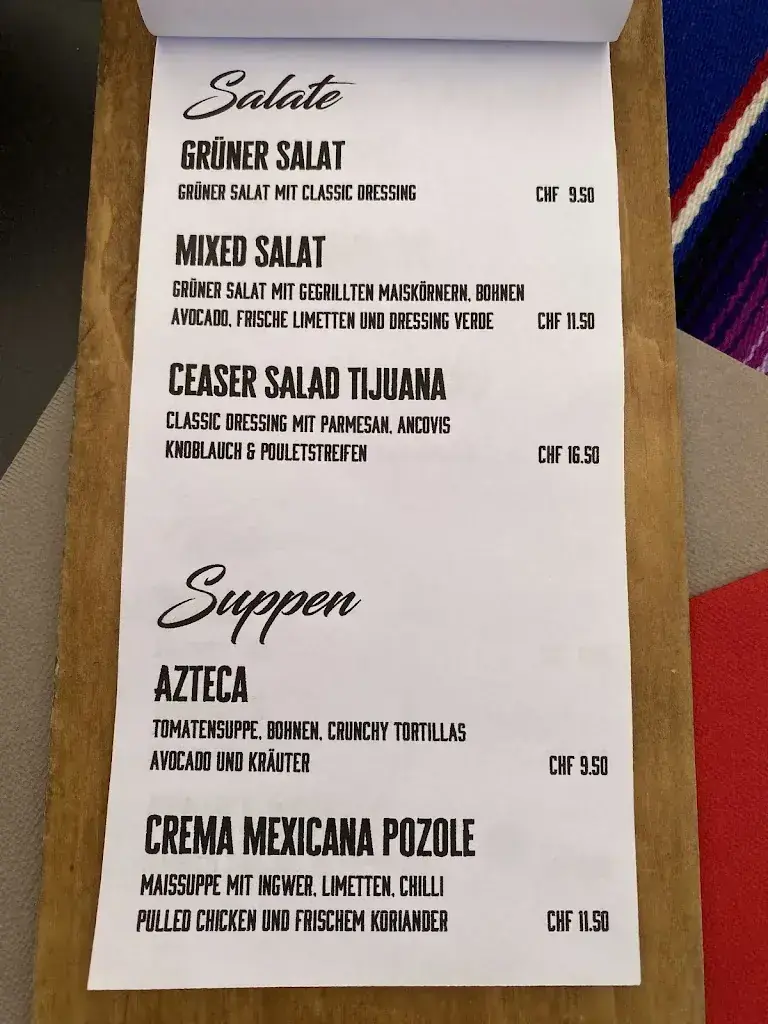 Salate
GRÜNER SALAT
GRÜNER SALAT MIT CLASSIC DRESSING CHF 9.50
MIXED SALAT
GRÜNER SALAT MIT GEGRILLTEN MAISKÖRNERN, BOHNEN
AVOCADO, FRISCHE LIMETTEN UND DRESSING VERDE CHF 11.50
CEASER SALAD TIJUANA
CLASSIC DRESSING MIT PARMESAN, ANCOVIS
KNOBLAUCH & POULETSTREIFEN CHF 16.50
Suppen
AZTECA
TOMATENSUPPE, BOHNEN, CRUNCHY TORTILLAS
AVOCADO UND KRÄUTER CHF 9.50
CREMA MEXICANA POZOLE
MAISSUPPE MIT INGWER, LIMETTEN, CHILLI
PULLED CHICKEN UND FRISCHEM KORIANDER CHF 11.50